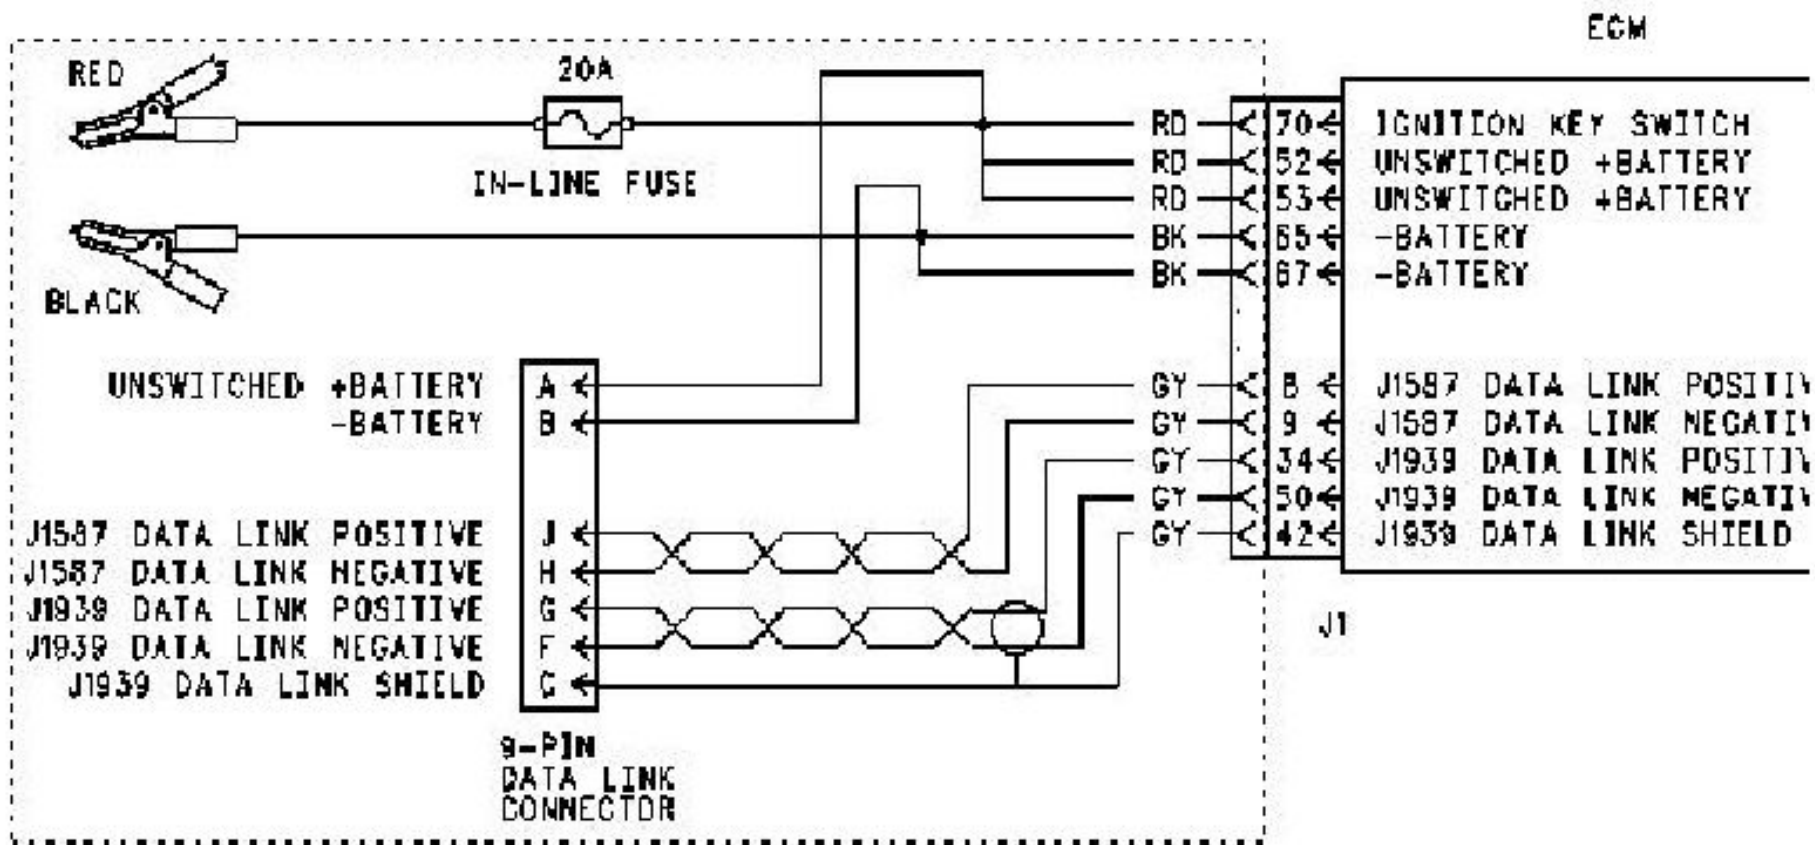 ECM
RED
20A
RD 70 IGNITION KEY SWITCH
RD 52 UNSWITCHED +BATTERY
IN-LINE FUSE
RD 53 UNSWITCHED +BATTERY
BK 65 -BATTERY
BK 67 -BATTERY
BLACK
UNSWITCHED +BATTERY A
GY 8 J1587 DATA LINK POSITIV
-BATTERY B
GY 9 J1587 DATA LINK NEGATIV
GY 34 J1939 DATA LINK POSITIV
GY 50 J1939 DATA LINK NEGATIV
J1587 DATA LINK POSITIVE J
GY 42 J1939 DATA LINK SHIELD
J1587 DATA LINK NEGATIVE H
J1939 DATA LINK POSITIVE G
J1
J1939 DATA LINK NEGATIVE F
J1939 DATA LINK SHIELD C
9-PIN
DATA LINK
CONNECTOR